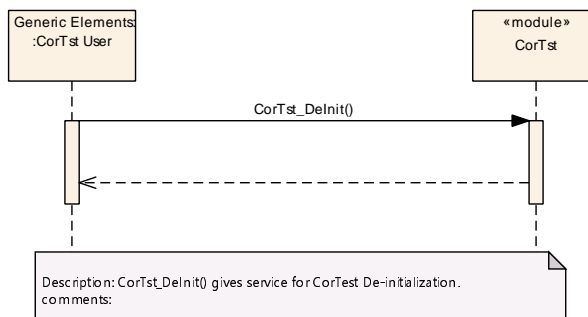 Generic Elements:
:CorTst User
«module»
CorTst
CorTst_DeInit()
Description: CorTst_DeInit() gives service for CorTest De-initialization.
comments: